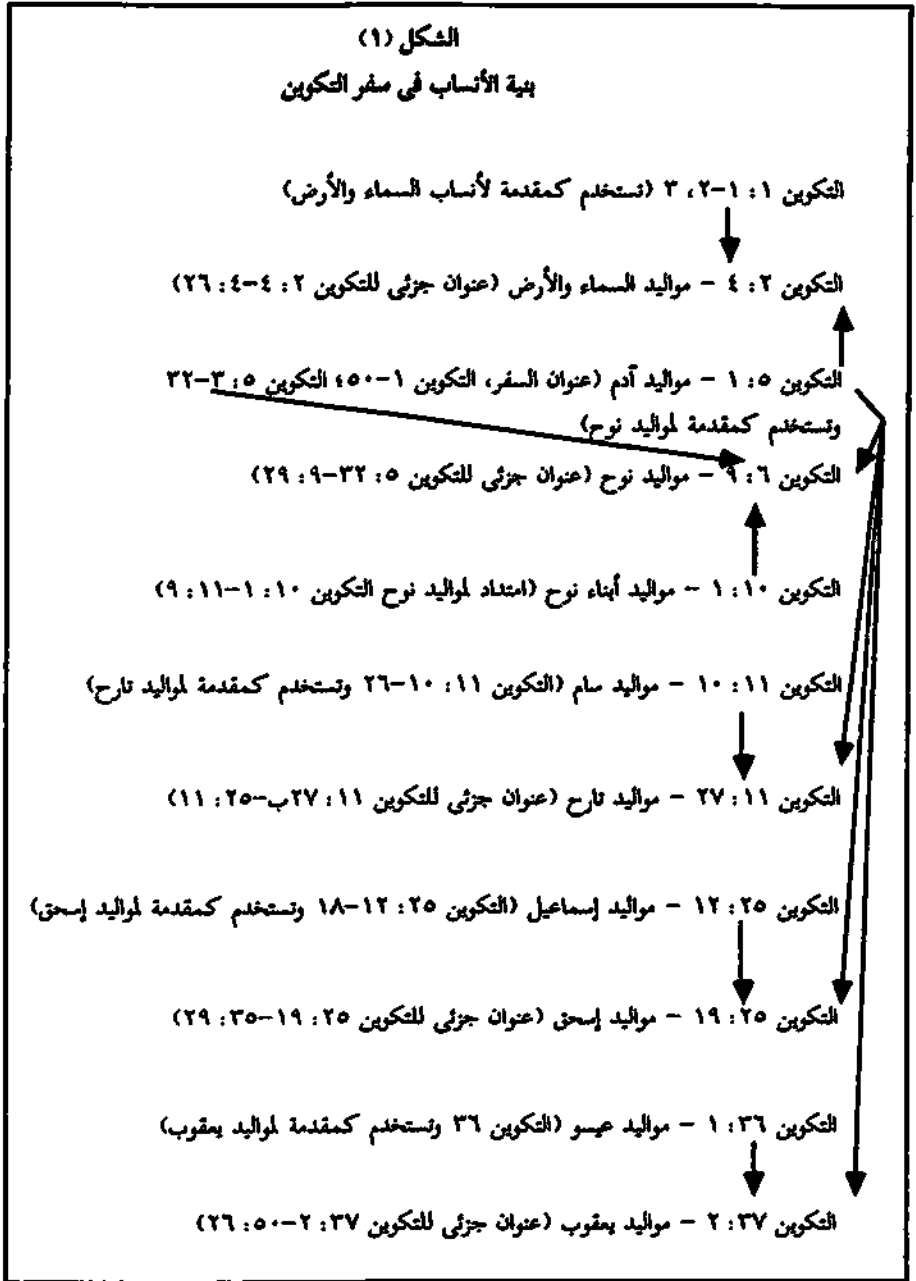 الشكل (١)
بنية الأنساب في سفر التكوين
التكوين ١ : ١-٢، ٣ (تستخدم كمقدمة لأنساب السماء والأرض)
التكوين ٢ : ٤ - مواليد السماء والأرض (عنوان جزئى للتكوين ٢ : ٤-٤ : ٢٦)
التكوين ٥ : ١ - مواليد آدم (عنوان السفر، التكوين ١-٥٠؛ التكوين ٥ : ٣-٣٢
وتستخدم كمقدمة لمواليد نوح)
التكوين ٦ : ٩ - مواليد نوح (عنوان جزئى للتكوين ٥ : ٣٢-٩ : ٢٩)
التكوين ١٠ : ١ - مواليد أبناء نوح (امتداد لمواليد نوح التكوين ١٠ : ١-١١ : ٩)
التكوين ١١ : ١٠ - مواليد سام (التكوين ١١ : ١٠-٢٦ وتستخدم كمقدمة لمواليد تارح)
التكوين ١١ : ٢٧ - مواليد تارح (عنوان جزئى للتكوين ١١ : ٢٧ب-٢٥ : ١١)
التكوين ٢٥ : ١٢ - مواليد إسماعيل (التكوين ٢٥ : ١٢-١٨ وتستخدم كمقدمة لمواليد إسحق)
التكوين ٢٥ : ١٩ - مواليد إسحق (عنوان جزئى للتكوين ٢٥ : ١٩-٣٥ : ٢٩)
التكوين ٣٦ : ١ - مواليد عيسو (التكوين ٣٦ وتستخدم كمقدمة لمواليد يعقوب)
التكوين ٣٧ : ٢ - مواليد يعقوب (عنوان جزئى للتكوين ٣٧ : ٢-٥٠ : ٢٦)